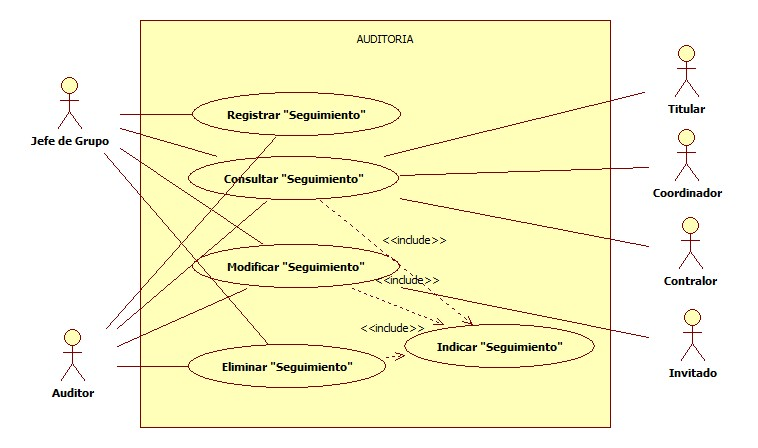 AUDITORIA
Registrar "Seguimiento"
Titular
Jefe de Grupo
Consultar "Seguimiento"
Coordinador
<<include>>
Modificar "Seguimiento"
<<include>>
Contralor
<<include>>
Indicar "Seguimiento"
Eliminar "Seguimiento"
Invitado
Auditor